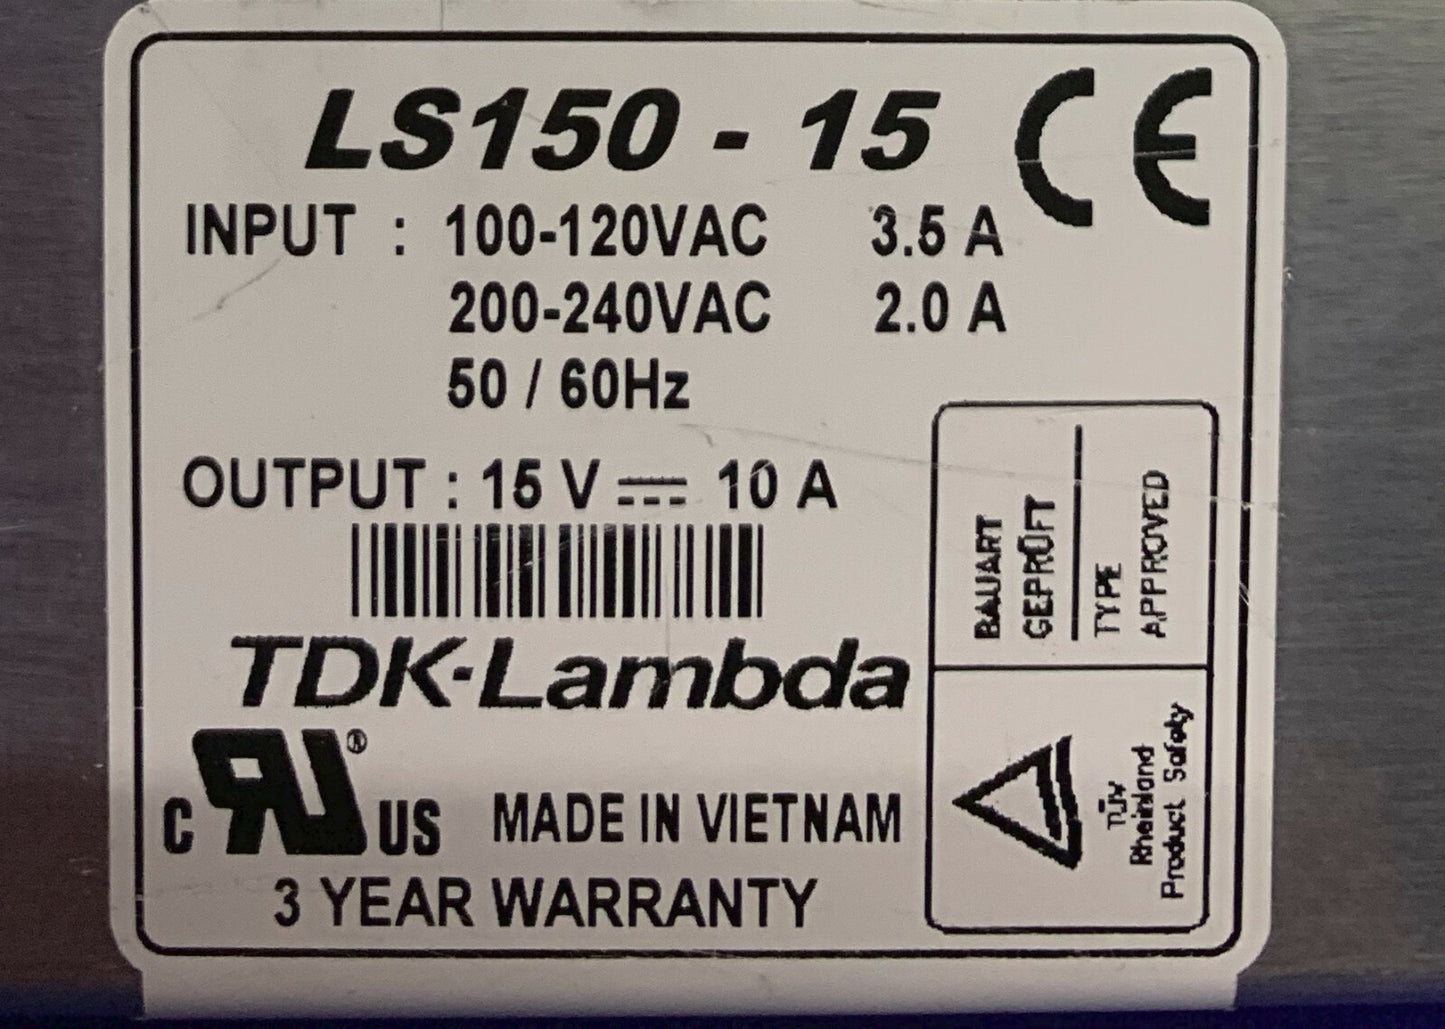 LS150 - 15
CE
INPUT : 100-120VAC 3.5 A
200-240VAC 2.0 A
50 / 60Hz
OUTPUT : 15 V ⎓ 10 A
TDK-Lambda
C RU® US
MADE IN VIETNAM
3 YEAR WARRANTY
BAUART
GEPRÜFT
TYPE
APPROVED
TÜV
Rheinland
Product Safety